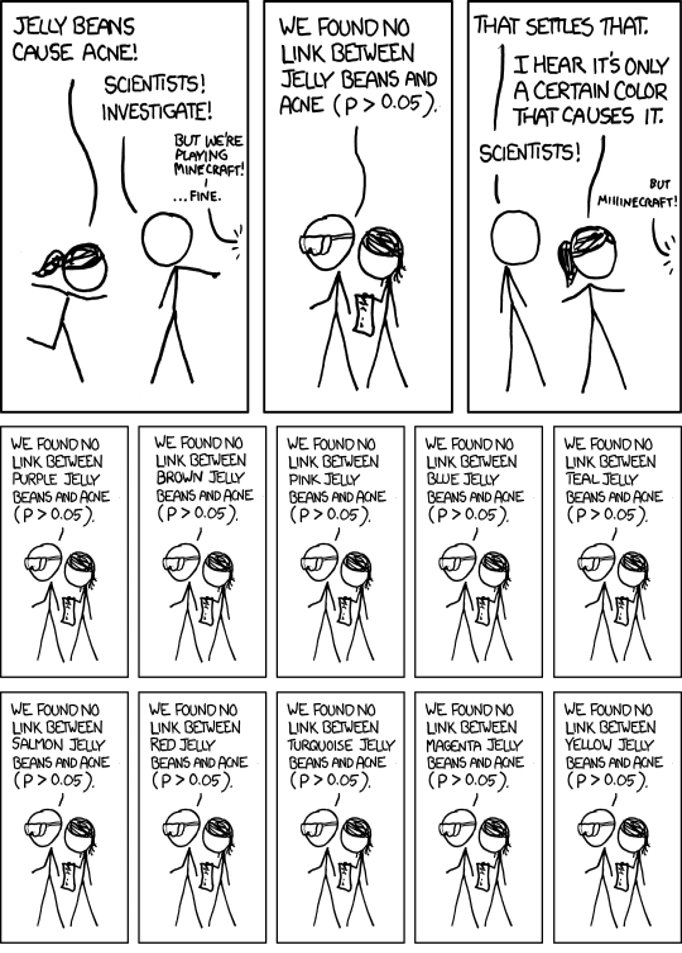 JELLY BEANS
CAUSE ACNE!
SCIENTISTS!
INVESTIGATE!
BUT WE'RE
PLAYING
MINECRAFT!
...FINE.
WE FOUND NO
LINK BETWEEN
JELLY BEANS AND
ACNE (P > 0.05).
THAT SETTLES THAT.
I HEAR IT'S ONLY
A CERTAIN COLOR
THAT CAUSES IT.
SCIENTISTS!
BUT
MIIIINECRAFT!
WE FOUND NO
LINK BETWEEN
PURPLE JELLY
BEANS AND ACNE
(P > 0.05).
WE FOUND NO
LINK BETWEEN
BROWN JELLY
BEANS AND ACNE
(P > 0.05).
WE FOUND NO
LINK BETWEEN
PINK JELLY
BEANS AND ACNE
(P > 0.05).
WE FOUND NO
LINK BETWEEN
BLUE JELLY
BEANS AND ACNE
(P > 0.05).
WE FOUND NO
LINK BETWEEN
TEAL JELLY
BEANS AND ACNE
(P > 0.05).
WE FOUND NO
LINK BETWEEN
SALMON JELLY
BEANS AND ACNE
(P > 0.05).
WE FOUND NO
LINK BETWEEN
RED JELLY
BEANS AND ACNE
(P > 0.05).
WE FOUND NO
LINK BETWEEN
TURQUOISE JELLY
BEANS AND ACNE
(P > 0.05).
WE FOUND NO
LINK BETWEEN
MAGENTA JELLY
BEANS AND ACNE
(P > 0.05).
WE FOUND NO
LINK BETWEEN
YELLOW JELLY
BEANS AND ACNE
(P > 0.05).